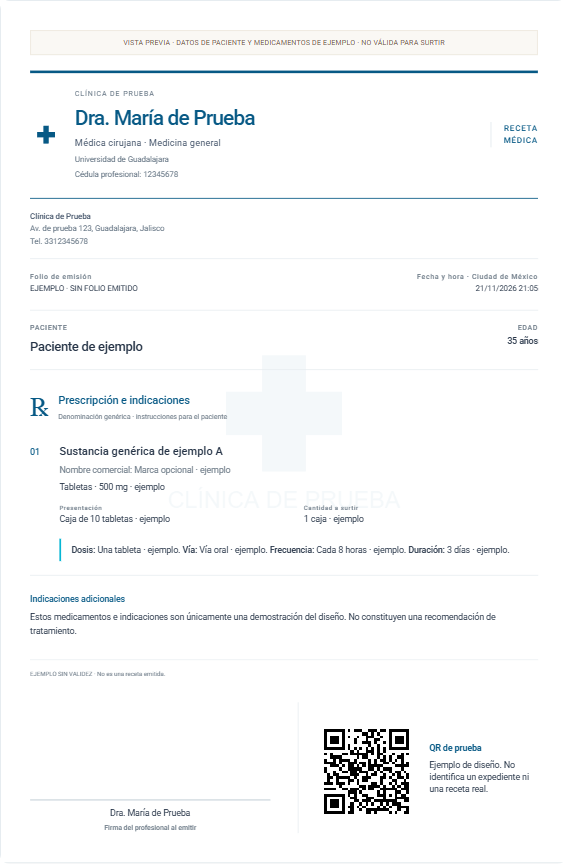 VISTA PREVIA · DATOS DE PACIENTE Y MEDICAMENTOS DE EJEMPLO · NO VÁLIDA PARA SURTIR
CLÍNICA DE PRUEBA
Dra. María de Prueba
Médica cirujana · Medicina general
Universidad de Guadalajara
Cédula profesional: 12345678
RECETA
MÉDICA
Clínica de Prueba
Av. de prueba 123, Guadalajara, Jalisco
Tel. 3312345678
Folio de emisión
EJEMPLO · SIN FOLIO EMITIDO
Fecha y hora · Ciudad de México
21/11/2026 21:05
PACIENTE
Paciente de ejemplo
EDAD
35 años
℞ Prescripción e indicaciones
Denominación genérica · instrucciones para el paciente
01 Sustancia genérica de ejemplo A
Nombre comercial: Marca opcional · ejemplo
Tabletas · 500 mg · ejemplo
CLÍNICA DE PRUEBA
Presentación
Caja de 10 tabletas · ejemplo
Cantidad a surtir
1 caja · ejemplo
Dosis: Una tableta · ejemplo. Vía: Vía oral · ejemplo. Frecuencia: Cada 8 horas · ejemplo. Duración: 3 días · ejemplo.
Indicaciones adicionales
Estos medicamentos e indicaciones son únicamente una demostración del diseño. No constituyen una recomendación de
tratamiento.
EJEMPLO SIN VALIDEZ · No es una receta emitida.
Dra. María de Prueba
Firma del profesional al emitir
QR de prueba
Ejemplo de diseño. No
identifica un expediente ni
una receta real.